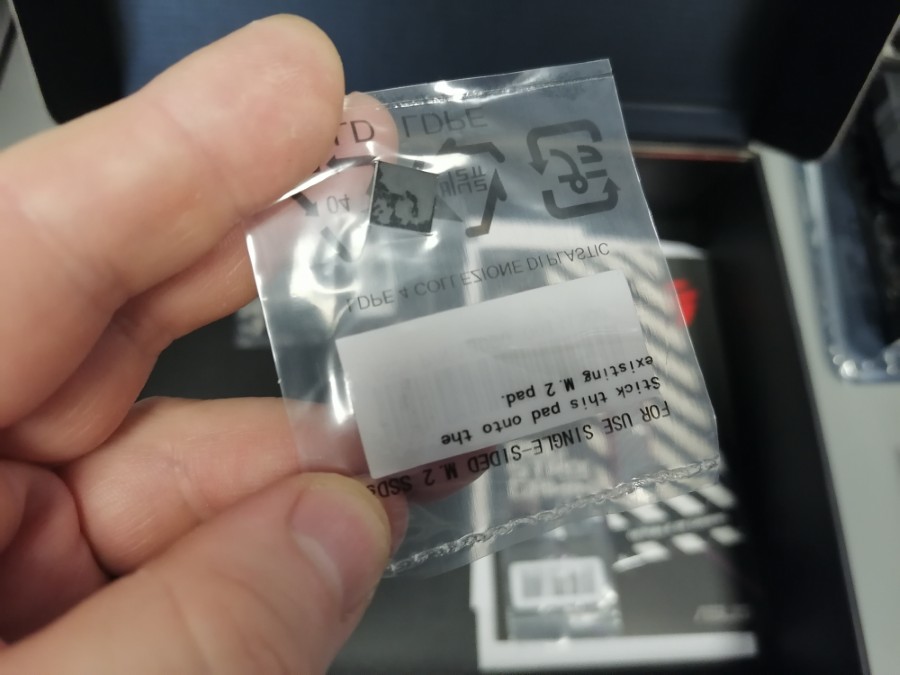 FOR USE SINGLE-SIDED M.2 SSDs
Stick this pad onto the
existing M.2 pad.
LDPE 4 COLLEZIONE DI PLASTIC
04
LDPE